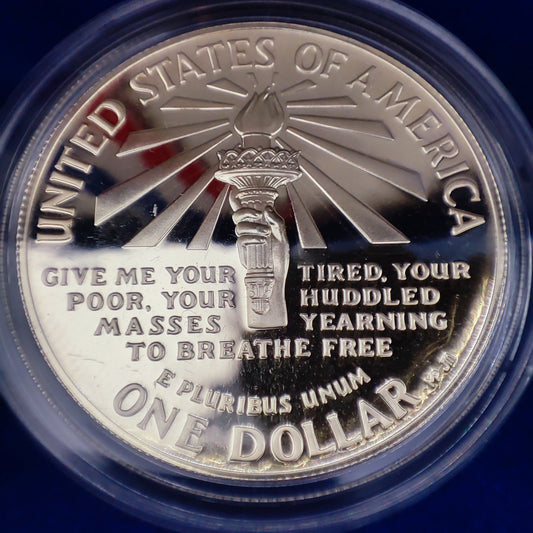 UNITED STATES OF AMERICA
GIVE ME YOUR TIRED, YOUR
POOR, YOUR HUDDLED
MASSES YEARNING
TO BREATHE FREE
E PLURIBUS UNUM
ONE DOLLAR